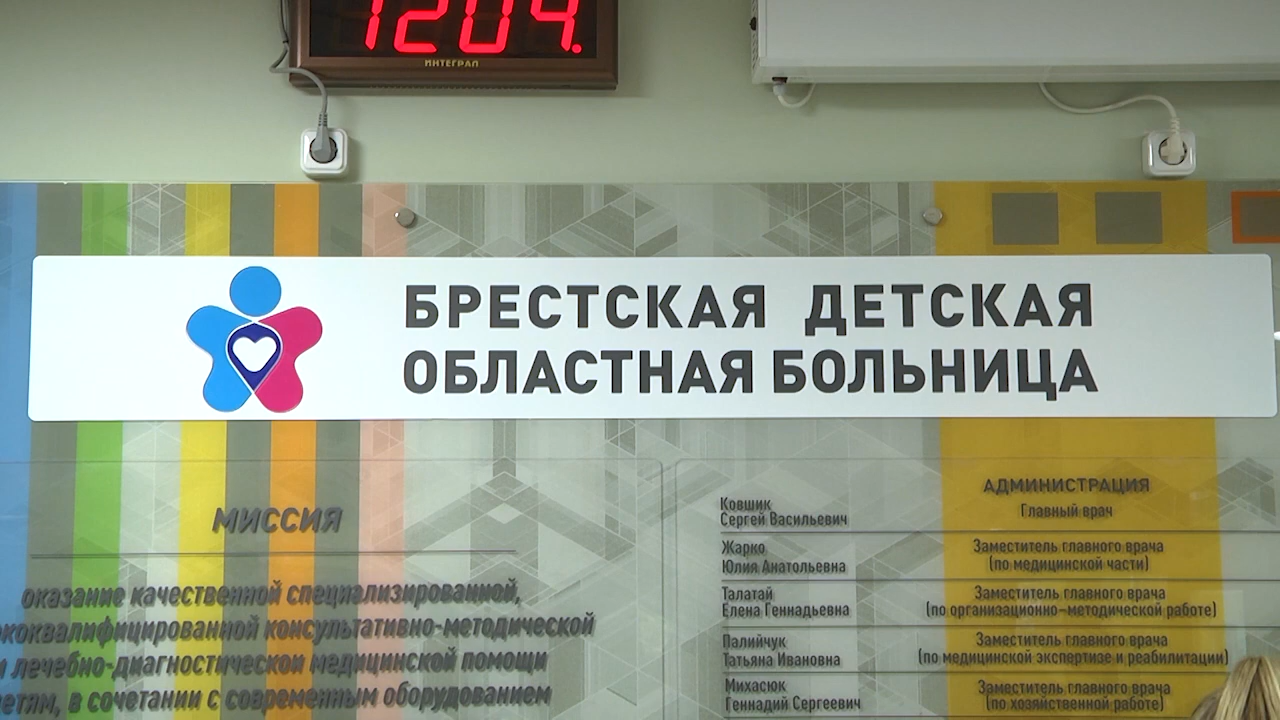 1204.
ИНТЕГРАЛ
БРЕСТСКАЯ ДЕТСКАЯ
ОБЛАСТНАЯ БОЛЬНИЦА
МИССИЯ
оказание качественной специализированной,
консультативно-методической
лечебно-диагностической медицинской помощи
в сочетании с современным оборудованием
АДМИНИСТРАЦИЯ
Ковшик
Сергей Васильевич
Главный врач
Жарко
Юлия Анатольевна
Заместитель главного врача
(по медицинской части)
Талатай
Елена Геннадьевна
Заместитель главного врача
(по организационно-методической работе)
Палийчук
Татьяна Ивановна
Заместитель главного врача
(по медицинской экспертизе и реабилитации)
Михасюк
Геннадий Сергеевич
Заместитель главного врача
(по хозяйственной работе)